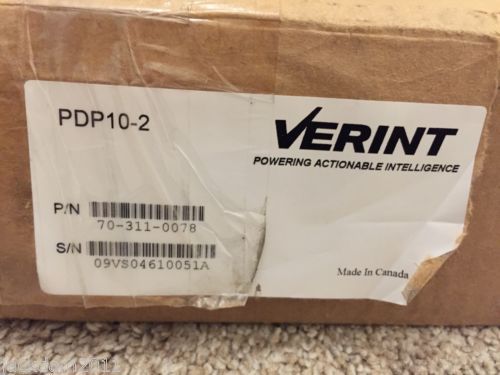 PDP10-2
VERINT
POWERING ACTIONABLE INTELLIGENCE
P/N
70-311-0078
S/N
09VS04610051A
Made In Canada